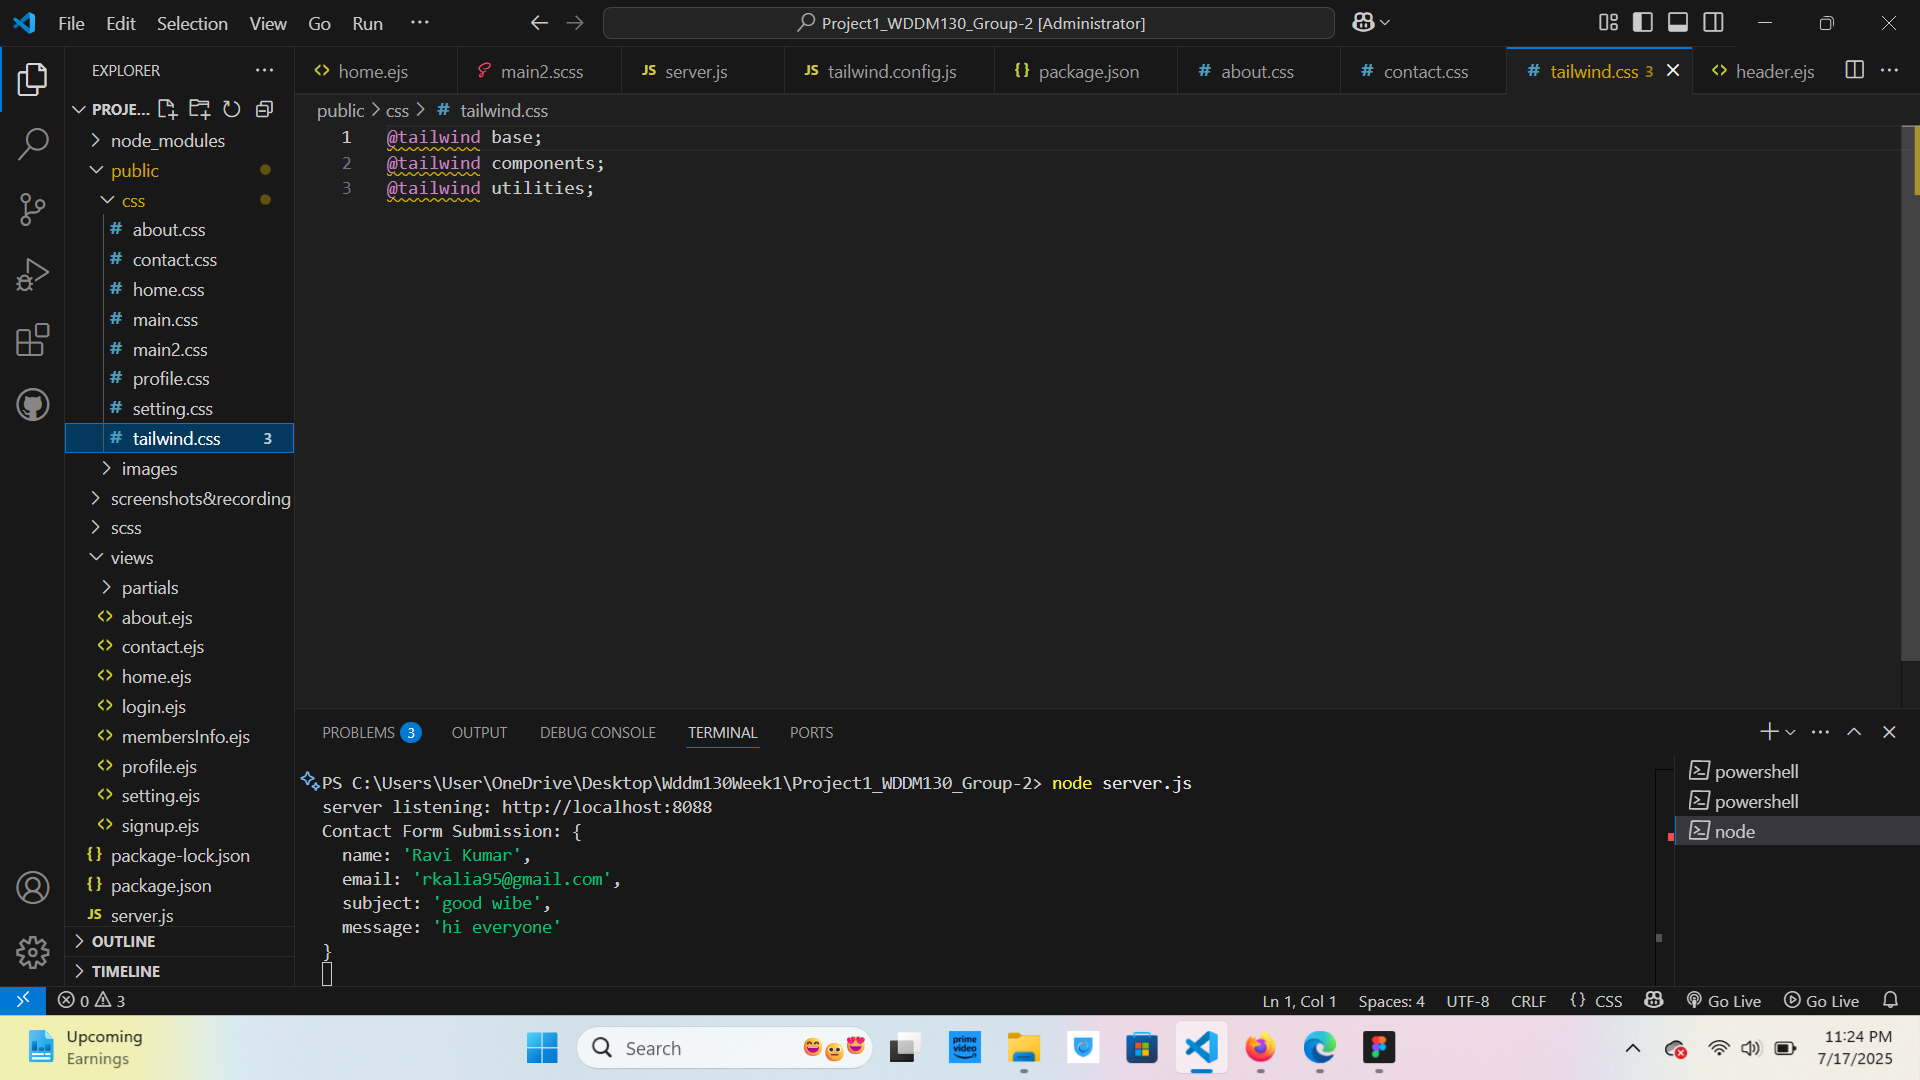 File Edit Selection View Go Run ···
Project1_WDDM130_Group-2 [Administrator]
EXPLORER
home.ejs
main2.scss
JS server.js
JS tailwind.config.js
{} package.json
# about.css
# contact.css
# tailwind.css 3
header.ejs
PROJE...
public > css > # tailwind.css
node_modules
public
css
# about.css
# contact.css
# home.css
# main.css
# main2.css
# profile.css
# setting.css
# tailwind.css 3
images
screenshots&recording
scss
views
partials
about.ejs
contact.ejs
home.ejs
login.ejs
membersInfo.ejs
profile.ejs
setting.ejs
signup.ejs
{} package-lock.json
{} package.json
JS server.js
OUTLINE
TIMELINE
1 @tailwind base;
2 @tailwind components;
3 @tailwind utilities;
PROBLEMS 3 OUTPUT DEBUG CONSOLE TERMINAL PORTS
PS C:\Users\User\OneDrive\Desktop\Wddm130Week1\Project1_WDDM130_Group-2> node server.js
server listening: http://localhost:8088
Contact Form Submission: {
name: 'Ravi Kumar',
email: 'rkalia95@gmail.com',
subject: 'good wibe',
message: 'hi everyone'
}
powershell
powershell
node
0 3
Ln 1, Col 1 Spaces: 4 UTF-8 CRLF {} CSS Go Live Go Live
Upcoming
Earnings
Search
prime video
11:24 PM
7/17/2025